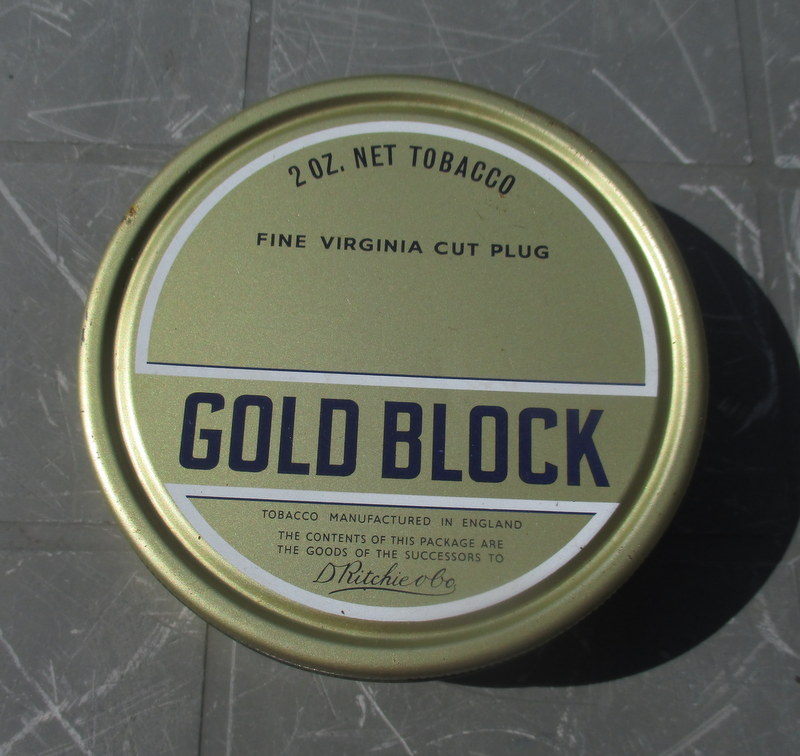 2 OZ. NET TOBACCO
FINE VIRGINIA CUT PLUG
GOLD BLOCK
TOBACCO MANUFACTURED IN ENGLAND
THE CONTENTS OF THIS PACKAGE ARE
THE GOODS OF THE SUCCESSORS TO
D Ritchie & Co